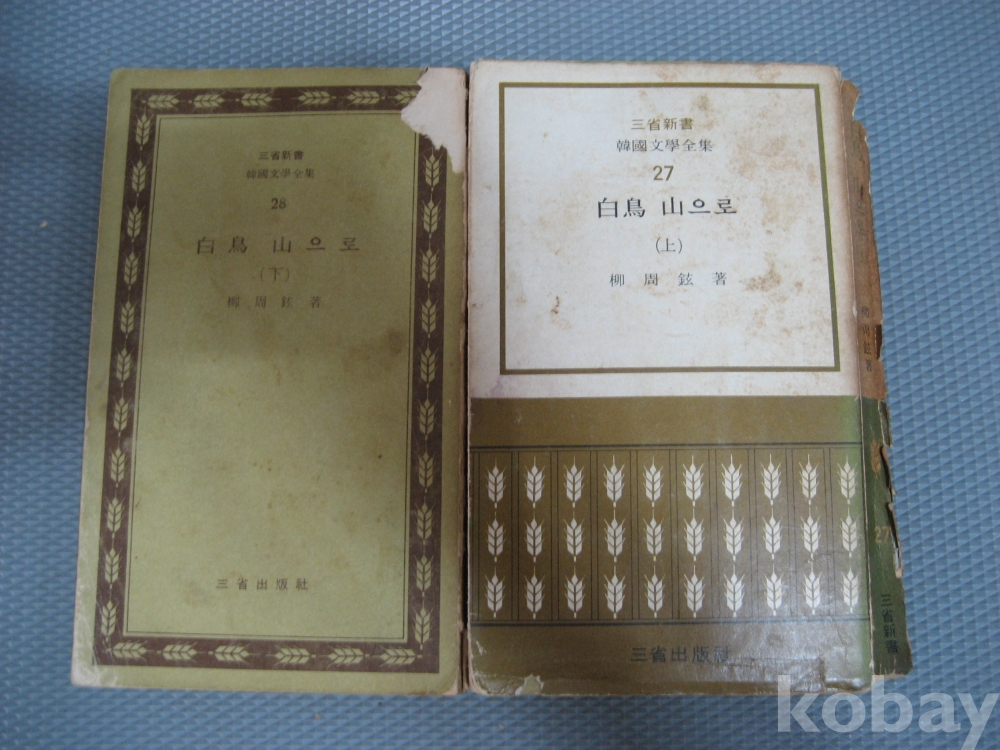 三省新書
韓國文學全集
28
白鳥 山으로
(下)
柳周鉉 著
三省出版社
三省新書
韓國文學全集
27
白鳥 山으로
(上)
柳周鉉 著
三省出版社
27
三省新書
kobay